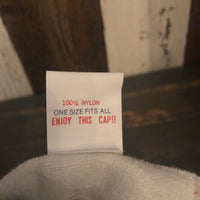 100% NYLON
ONE SIZE FITS ALL
ENJOY THIS CAP!!